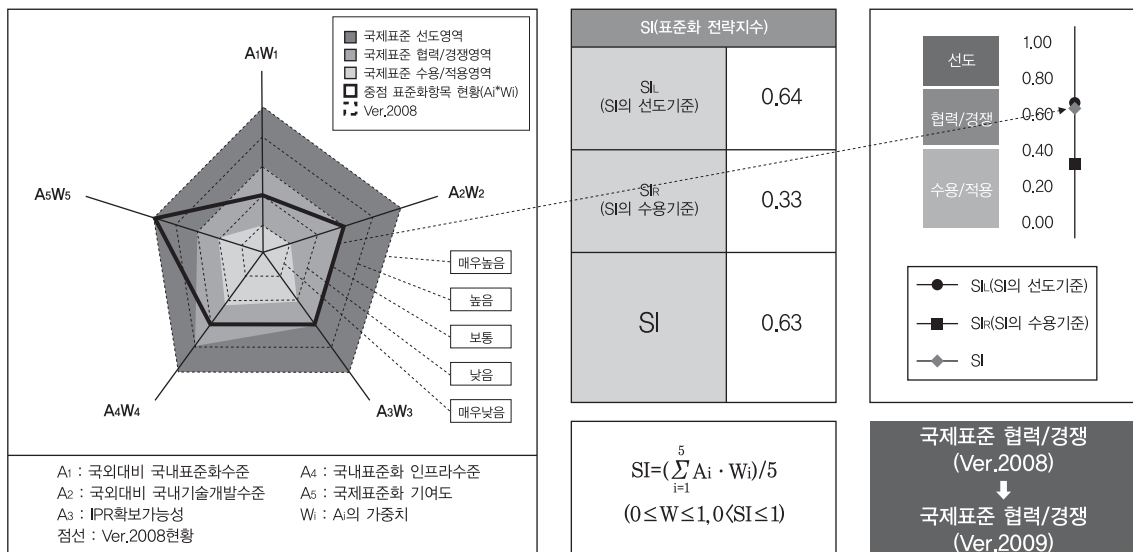 국제표준 선도영역
국제표준 협력/경쟁영역
국제표준 수용/적용영역
중점 표준화항목 현황(Ai*Wi)
Ver.2008
A1W1
A2W2
A3W3
A4W4
A5W5
매우높음
높음
보통
낮음
매우낮음
A1 : 국외대비 국내표준화수준
A2 : 국외대비 국내기술개발수준
A3 : IPR확보가능성
점선 : Ver.2008현황
A4 : 국내표준화 인프라수준
A5 : 국제표준화 기여도
Wi : Ai의 가중치
SI(표준화 전략지수)
SIL
(SI의 선도기준)
0.64
SIR
(SI의 수용기준)
0.33
SI
0.63
SI=(∑Ai · Wi)/5
5
i=1
(0≤W≤1, 0<SI≤1)
선도
협력/경쟁
수용/적용
1.00
0.80
0.60
0.40
0.20
0.00
SIL(SI의 선도기준)
SIR(SI의 수용기준)
SI
국제표준 협력/경쟁
(Ver.2008)
국제표준 협력/경쟁
(Ver.2009)